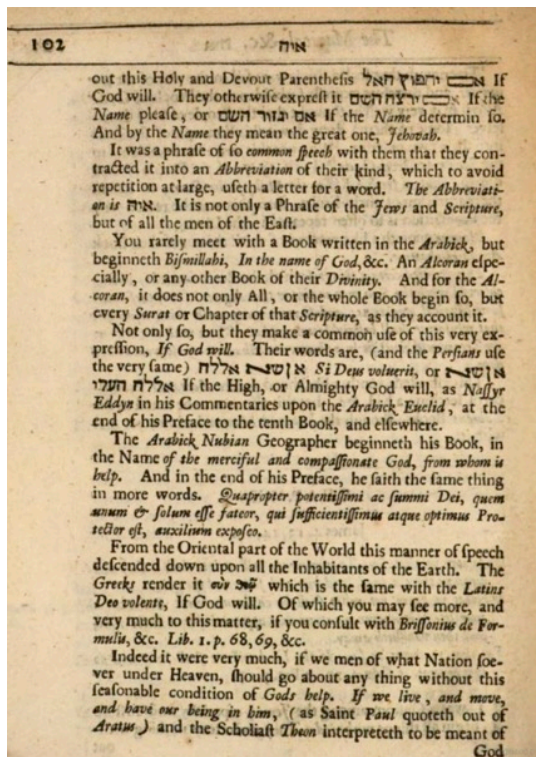 102 איה
out this Holy and Devout Parenthesis אם יחפוץ האל If
God will. They otherwise exprest it אם ירצה השם If the
Name please, or אם יגזור השם If the Name determin so.
And by the Name they mean the great one, Jehovah.
It was a phrase of so common speech with them that they con-
tracted it into an Abbreviation of their kind, which to avoid
repetition at large, useth a letter for a word. The Abbreviati-
on is איה. It is not only a Phrase of the Jews and Scripture,
but of all the men of the East.
You rarely meet with a Book written in the Arabick, but
beginneth Bismillahi, In the name of God, &c. An Alcoran espe-
cially, or any other Book of their Divinity. And for the Al-
coran, it does not only All, or the whole Book begin so, but
every Surat or Chapter of that Scripture, as they account it.
Not only so, but they make a common use of this very ex-
pression, If God will. Their words are, (and the Persians use
the very same) אן שא אללה Si Deus voluerit, or אן שא
אללה העלי If the High, or Almighty God will, as Nassyr
Eddyn in his Commentaries upon the Arabick Euclid, at the
end of his Preface to the tenth Book, and elsewhere.
The Arabick Nubian Geographer beginneth his Book, in
the Name of the merciful and compassionate God, from whom is
help. And in the end of his Preface, he saith the same thing
in more words. Quapropter potentissimi ac summi Dei, quem
unum & solum esse fateor, qui sufficientissimus atque optimus Pro-
tector est, auxilium exposco.
From the Oriental part of the World this manner of speech
descended down upon all the Inhabitants of the Earth. The
Greeks render it which is the same with the Latins
Deo volente, If God will. Of which you may see more, and
very much to this matter, if you consult with Brissonius de For-
mulis, &c. Lib. 1. p. 68, 69, &c.
Indeed it were very much, if we men of what Nation soe-
ver under Heaven, should go about any thing without this
seasonable condition of Gods help. If we live, and move,
and have our being in him, (as Saint Paul quoteth out of
Aratus) and the Scholiast Theon interpreteth to be meant of
God